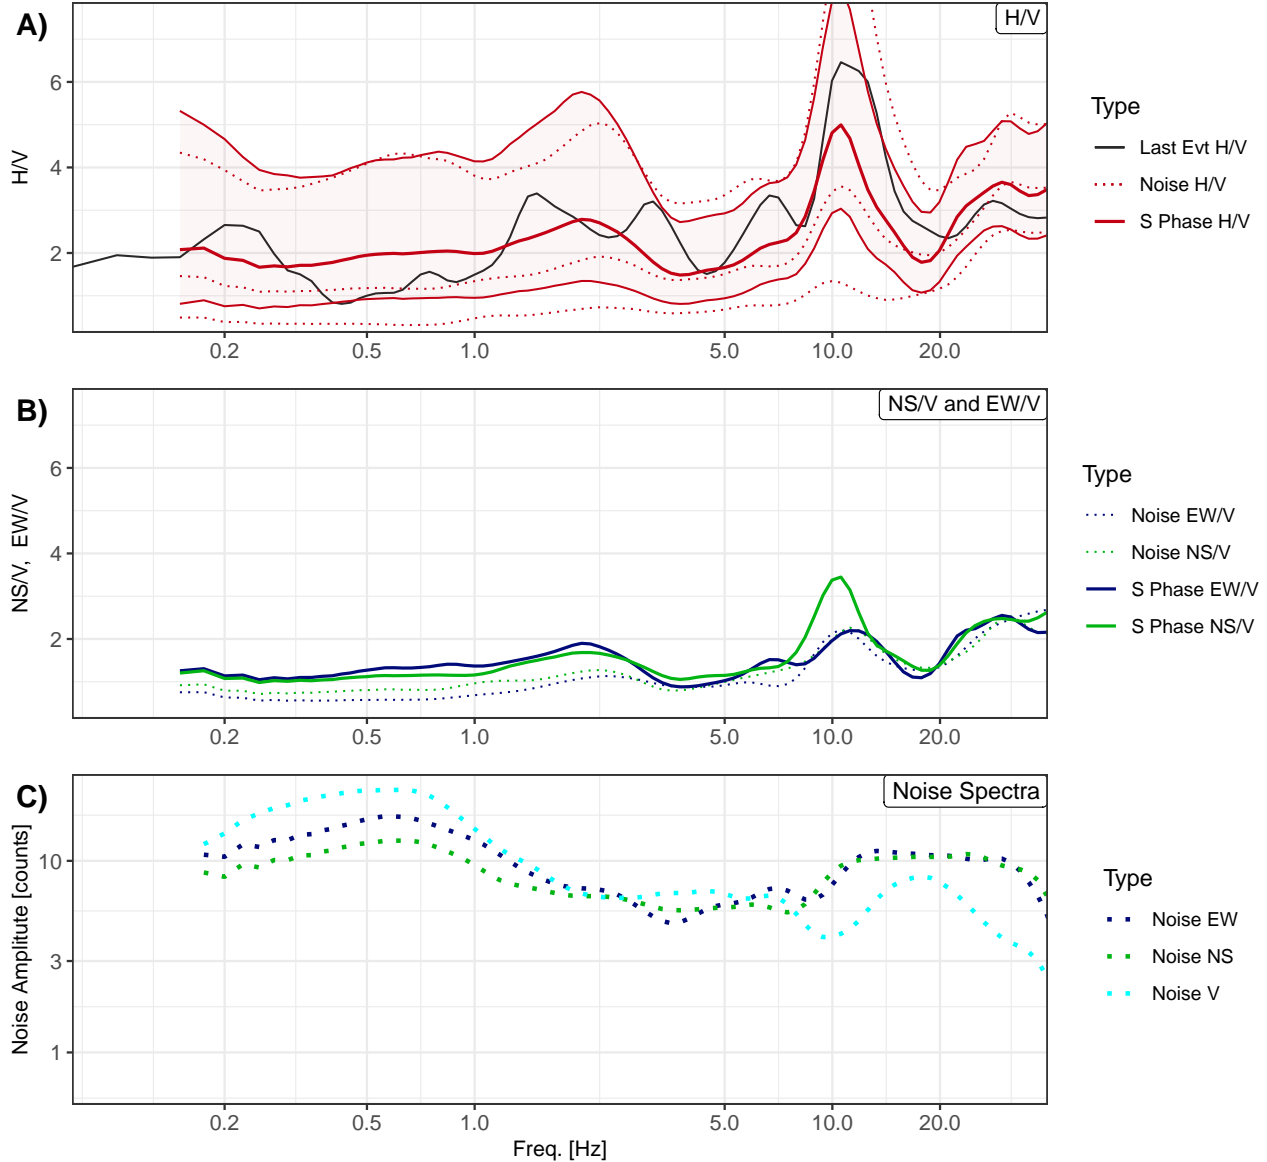 A)
H/V
6
4
2
H/V
0.2
0.5
1.0
5.0
10.0
20.0
Type
Last Evt H/V
Noise H/V
S Phase H/V
B)
NS/V and EW/V
6
4
2
NS/V,  EW/V
0.2
0.5
1.0
5.0
10.0
20.0
Type
Noise EW/V
Noise NS/V
S Phase EW/V
S Phase NS/V
C)
Noise Spectra
10
3
1
Noise Amplitute [counts]
0.2
0.5
1.0
5.0
10.0
20.0
Freq. [Hz]
Type
Noise EW
Noise NS
Noise V